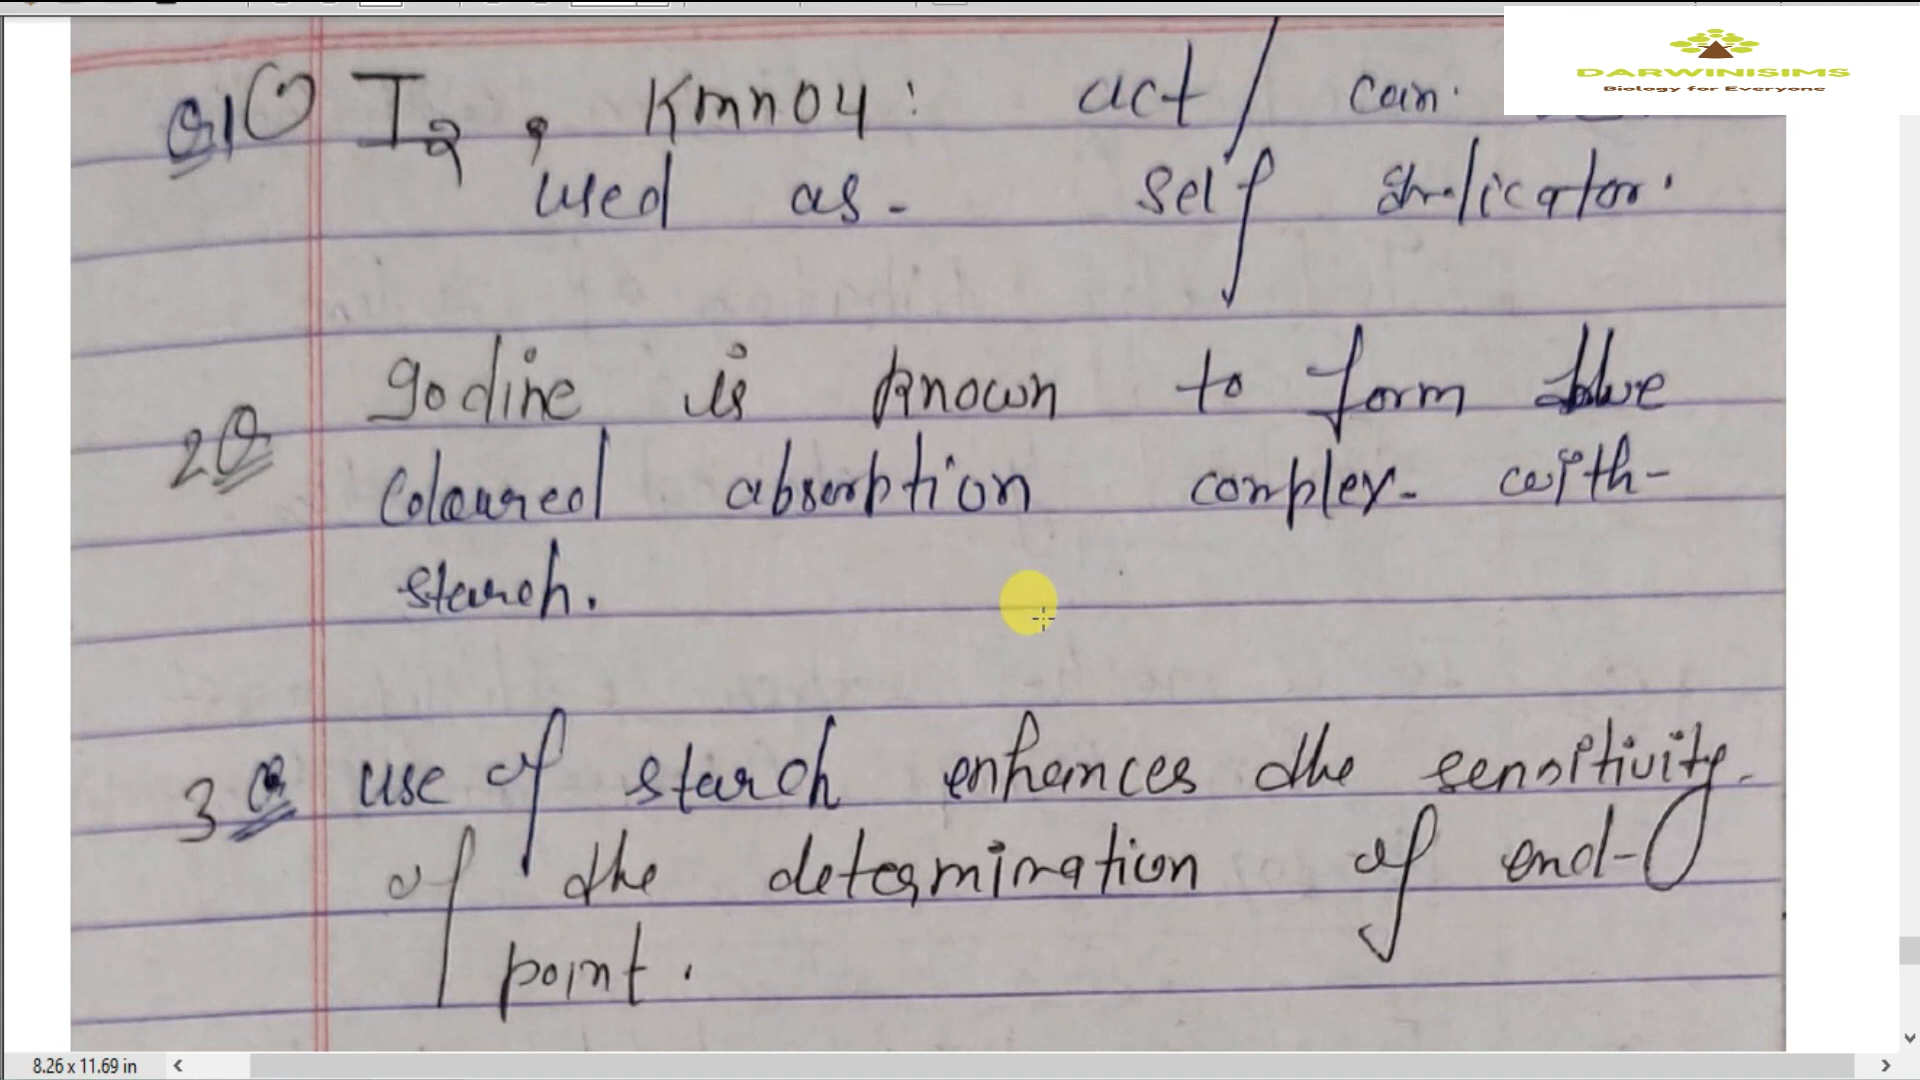 DARWINISIMS
Biology for Everyone
Q1 I2, KMnO4: act / can
used as. self indicator.
2Q Iodine is known to form blue
coloured absorption complex. with-
starch.
3Q use of starch enhances the sensitivity
of the determination of end-
point.
8.26 x 11.69 in